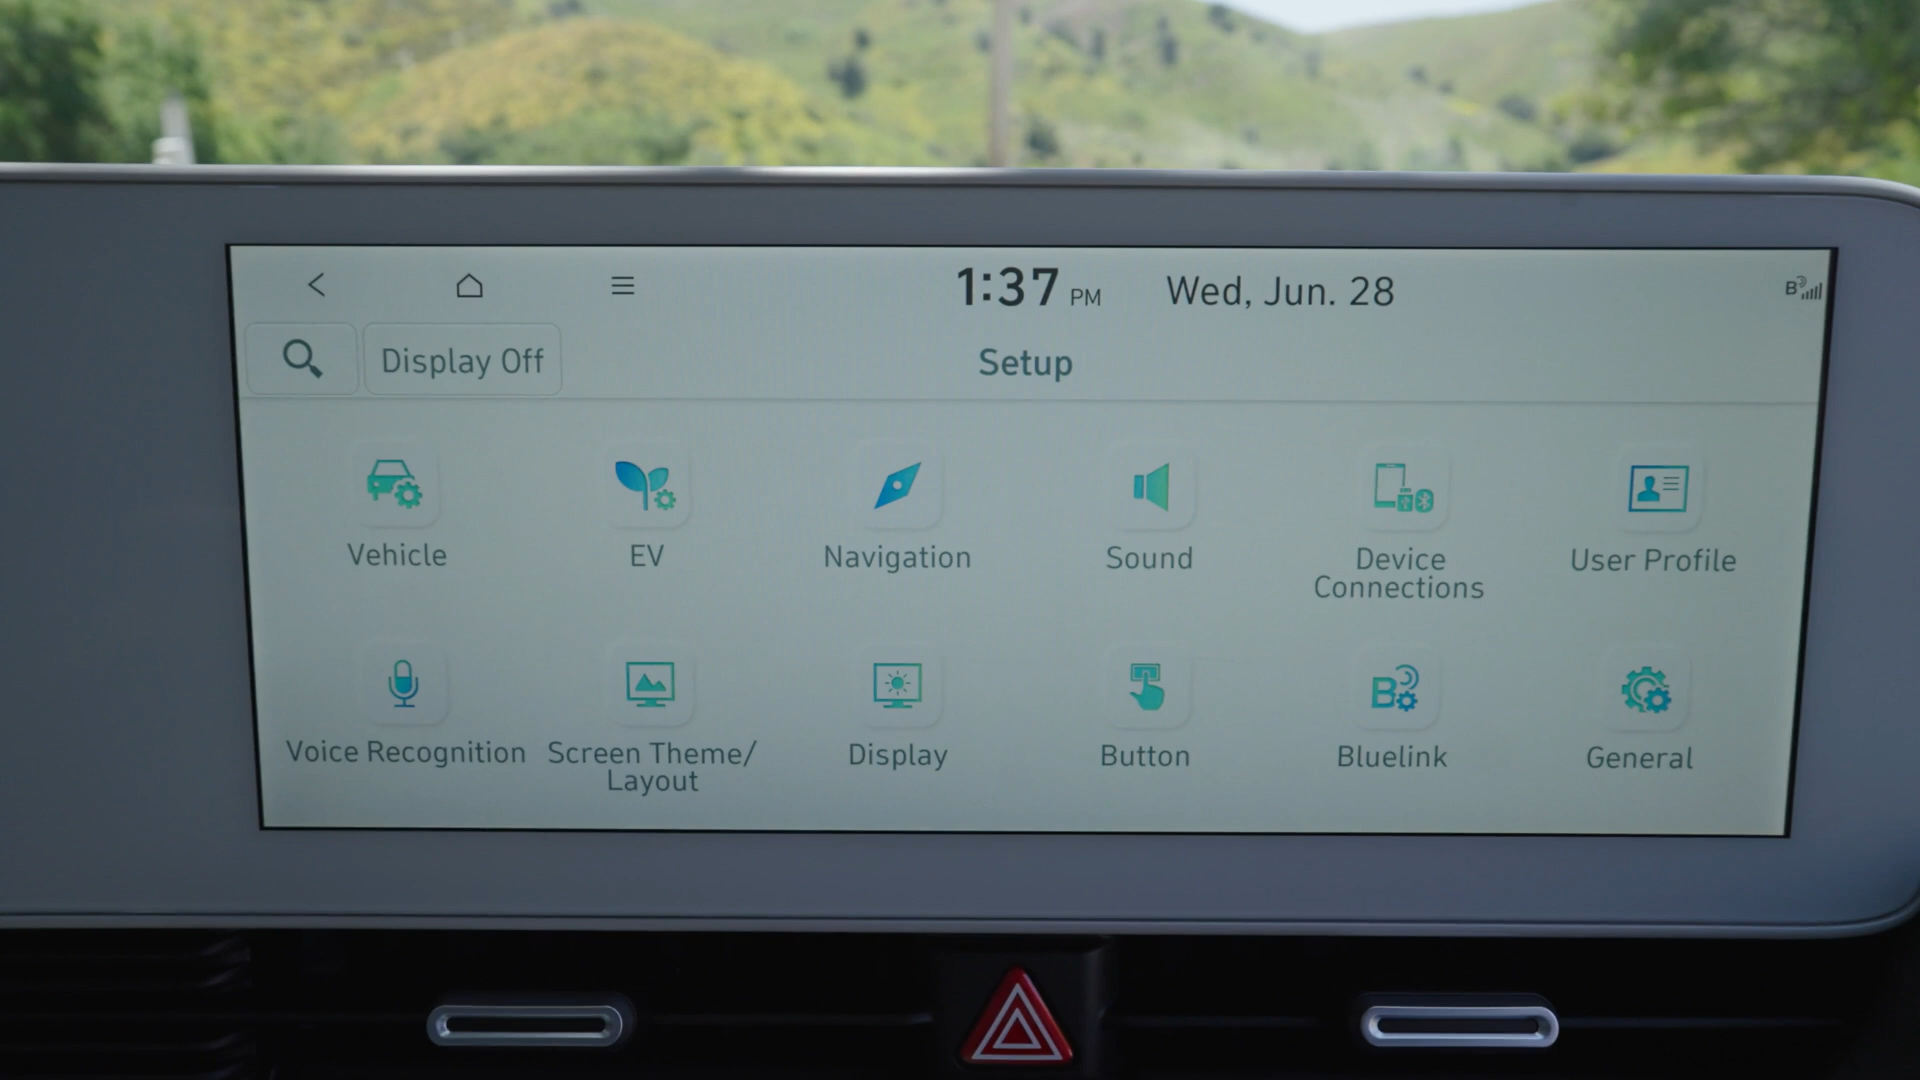 1:37 PM Wed, Jun. 28
B
Display Off
Setup
Vehicle
EV
Navigation
Sound
Device
Connections
User Profile
Voice Recognition
Screen Theme/
Layout
Display
Button
B
Bluelink
General